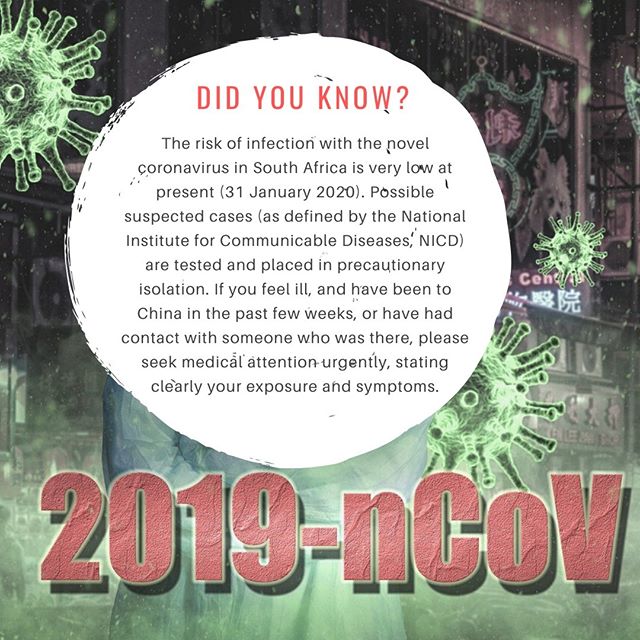 DID YOU KNOW?
The risk of infection with the novel
coronavirus in South Africa is very low at
present (31 January 2020). Possible
suspected cases (as defined by the National
Institute for Communicable Diseases, NICD)
are tested and placed in precautionary
isolation. If you feel ill, and have been to
China in the past few weeks, or have had
contact with someone who was there, please
seek medical attention urgently, stating
clearly your exposure and symptoms.
醫院
2019-nCoV